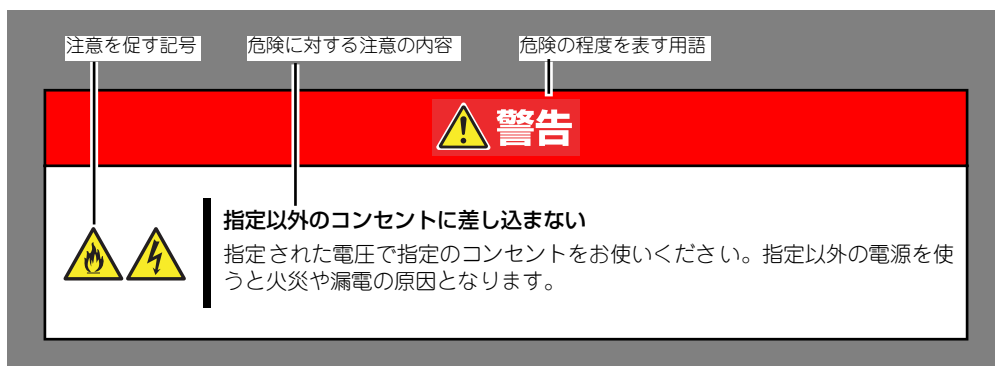 注意を促す記号
危険に対する注意の内容
危険の程度を表す用語
警告
指定以外のコンセントに差し込まない
指定された電圧で指定のコンセントをお使いください。指定以外の電源を使
うと火災や漏電の原因となります。